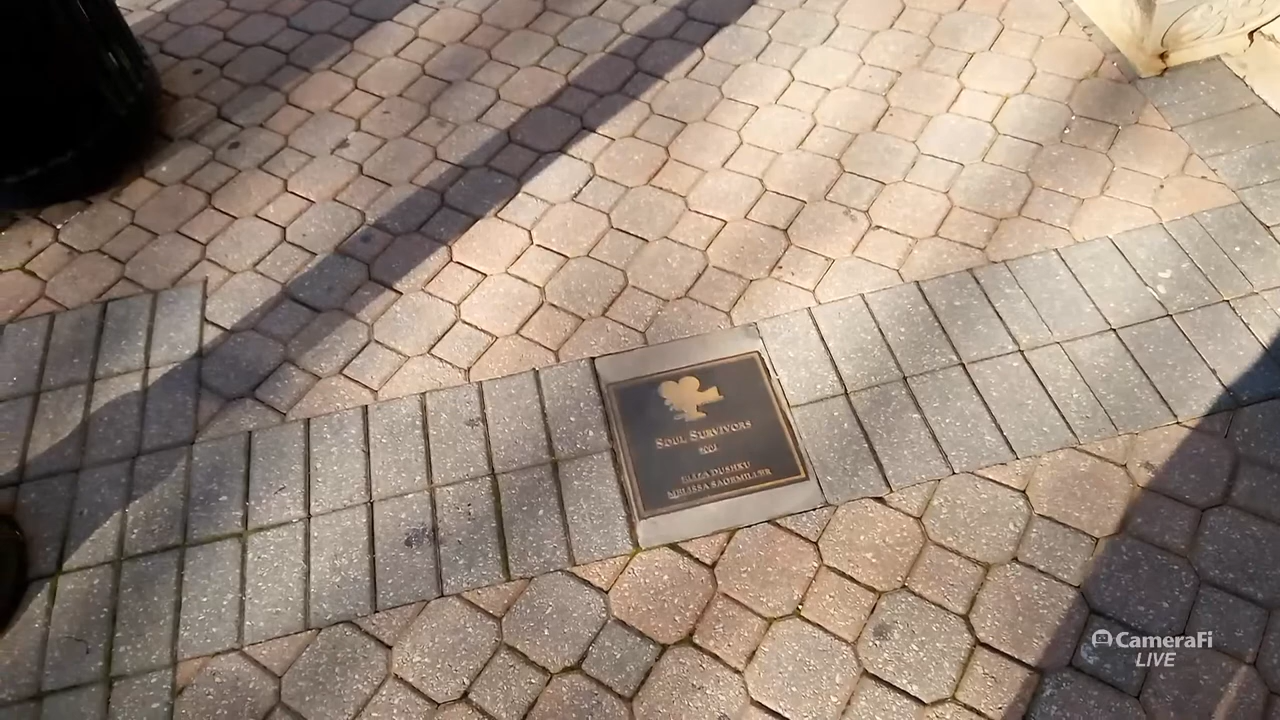 SOUL SURVIVORS
2001
ELIZA DUSHKU
MELISSA SAGEMILLER
CameraFi
LIVE